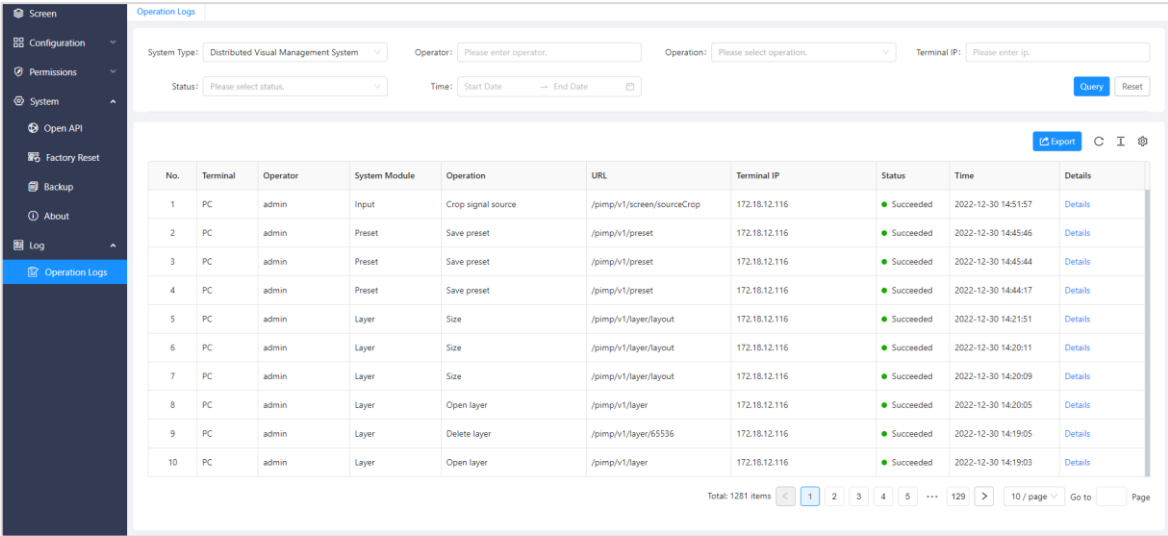 Screen
Configuration
Permissions
System
Open API
Factory Reset
Backup
About
Log
Operation Logs
Operation Logs
System Type: Distributed Visual Management System Operator: Please enter operator. Operation: Please select operation. Terminal IP: Please enter ip.
Status: Please select status. Time: Start Date → End Date Query Reset
Export
No. Terminal Operator System Module Operation URL Terminal IP Status Time Details
1 PC admin Input Crop signal source /pimp/v1/screen/sourceCrop 172.18.12.116 Succeeded 2022-12-30 14:51:57 Details
2 PC admin Preset Save preset /pimp/v1/preset 172.18.12.116 Succeeded 2022-12-30 14:45:46 Details
3 PC admin Preset Save preset /pimp/v1/preset 172.18.12.116 Succeeded 2022-12-30 14:45:44 Details
4 PC admin Preset Save preset /pimp/v1/preset 172.18.12.116 Succeeded 2022-12-30 14:44:17 Details
5 PC admin Layer Size /pimp/v1/layer/layout 172.18.12.116 Succeeded 2022-12-30 14:21:51 Details
6 PC admin Layer Size /pimp/v1/layer/layout 172.18.12.116 Succeeded 2022-12-30 14:20:11 Details
7 PC admin Layer Size /pimp/v1/layer/layout 172.18.12.116 Succeeded 2022-12-30 14:20:09 Details
8 PC admin Layer Open layer /pimp/v1/layer 172.18.12.116 Succeeded 2022-12-30 14:20:05 Details
9 PC admin Layer Delete layer /pimp/v1/layer/65536 172.18.12.116 Succeeded 2022-12-30 14:19:05 Details
10 PC admin Layer Open layer /pimp/v1/layer 172.18.12.116 Succeeded 2022-12-30 14:19:03 Details
Total: 1281 items < 1 2 3 4 5 ••• 129 > 10 / page Go to Page